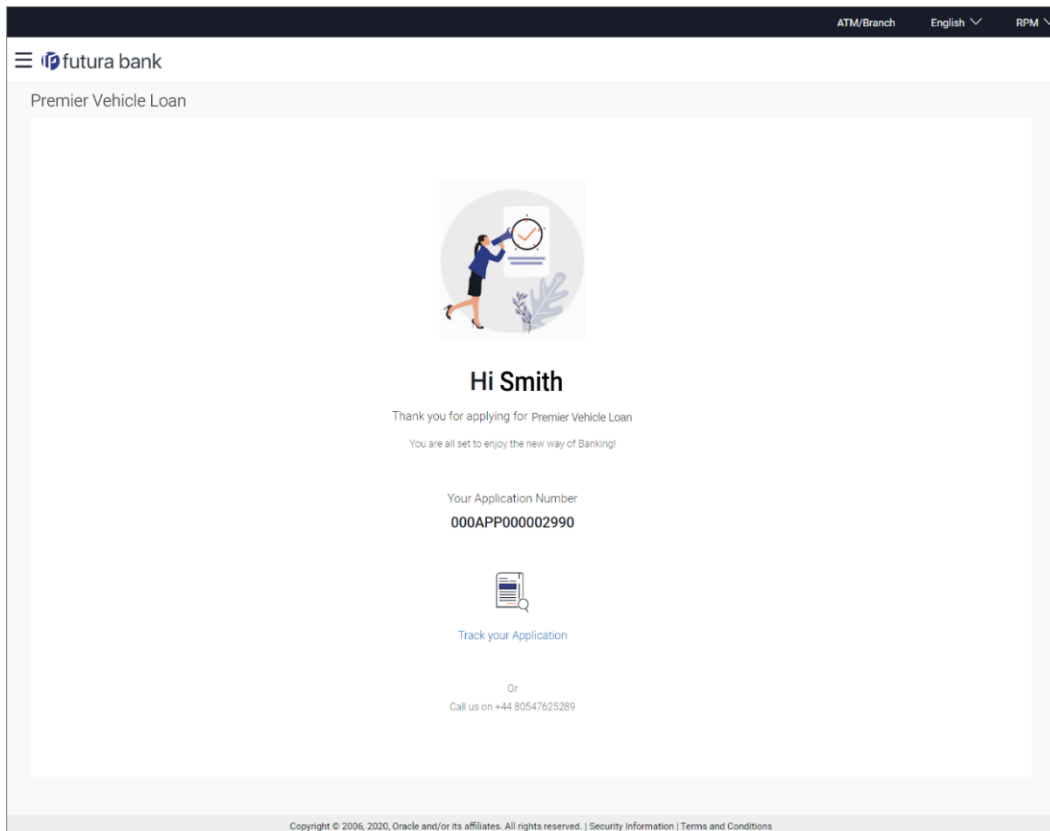 ATM/Branch English RPM
futura bank
Premier Vehicle Loan
Hi Smith
Thank you for applying for Premier Vehicle Loan
You are all set to enjoy the new way of Banking!
Your Application Number
000APP000002990
Track your Application
Or
Call us on +44 80547625289
Copyright © 2006, 2020, Oracle and/or its affiliates. All rights reserved. | Security Information | Terms and Conditions